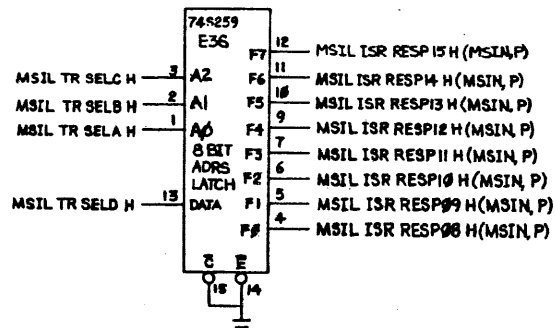 74S259
E36
12
F7
MSIL ISR RESP15 H (MSIN, P)
MSIL TR SELC H
3
A2
F6
11
MSIL ISR RESP14 H (MSIN, P)
MSIL TR SELB H
2
A1
F5
10
MSIL ISR RESP13 H (MSIN, P)
MSIL TR SELA H
1
AØ
F4
9
MSIL ISR RESP12 H (MSIN, P)
8 BIT
ADRS
LATCH
F3
7
MSIL ISR RESP11 H (MSIN, P)
F2
6
MSIL ISR RESP1Ø H (MSIN, P)
MSIL TR SELD H
13
DATA
F1
5
MSIL ISR RESPØ9 H (MSIN, P)
FØ
4
MSIL ISR RESPØ8 H (MSIN, P)
C̅
E̅
15
14